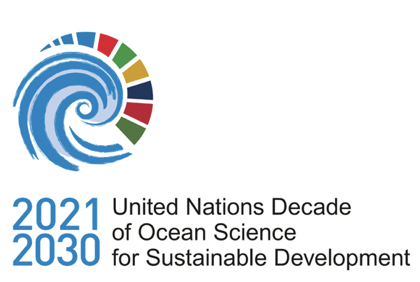 2021
2030
United Nations Decade
of Ocean Science
for Sustainable Development